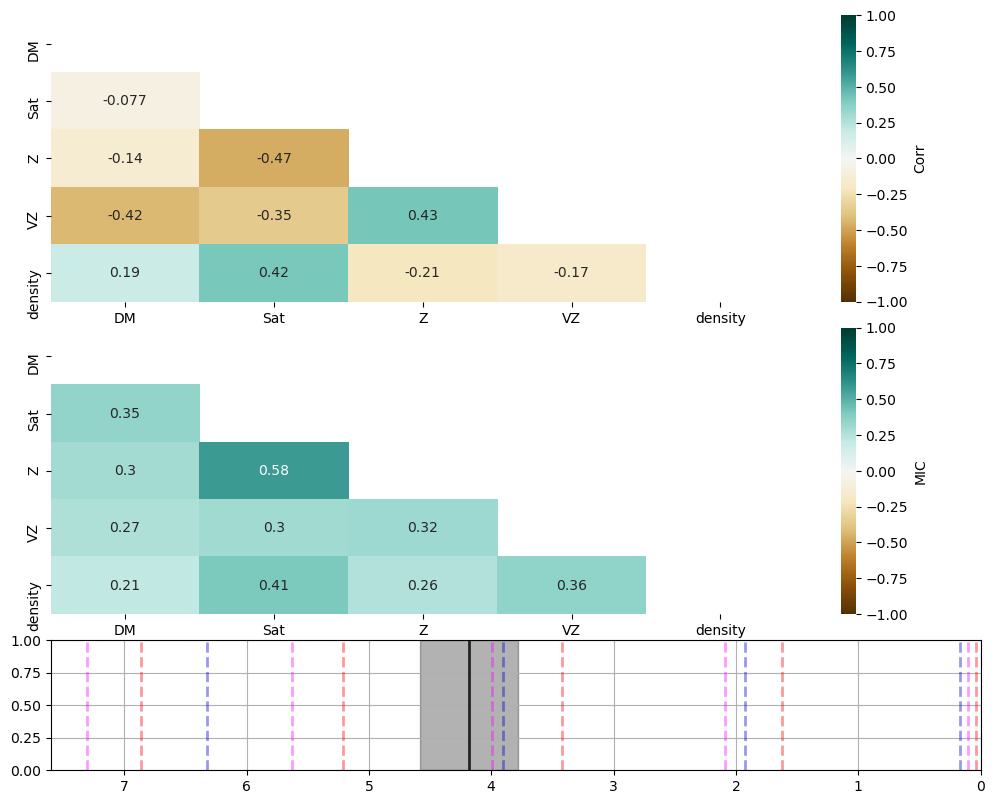 DM
Sat
Z
VZ
density
-0.077
-0.14 -0.47
-0.42 -0.35 0.43
0.19 0.42 -0.21 -0.17
DM Sat Z VZ density
1.00
0.75
0.50
0.25
0.00
−0.25
−0.50
−0.75
−1.00
Corr
DM
Sat
Z
VZ
density
0.35
0.3 0.58
0.27 0.3 0.32
0.21 0.41 0.26 0.36
DM Sat Z VZ density
1.00
0.75
0.50
0.25
0.00
−0.25
−0.50
−0.75
−1.00
MIC
1.00
0.75
0.50
0.25
0.00
7 6 5 4 3 2 1 0